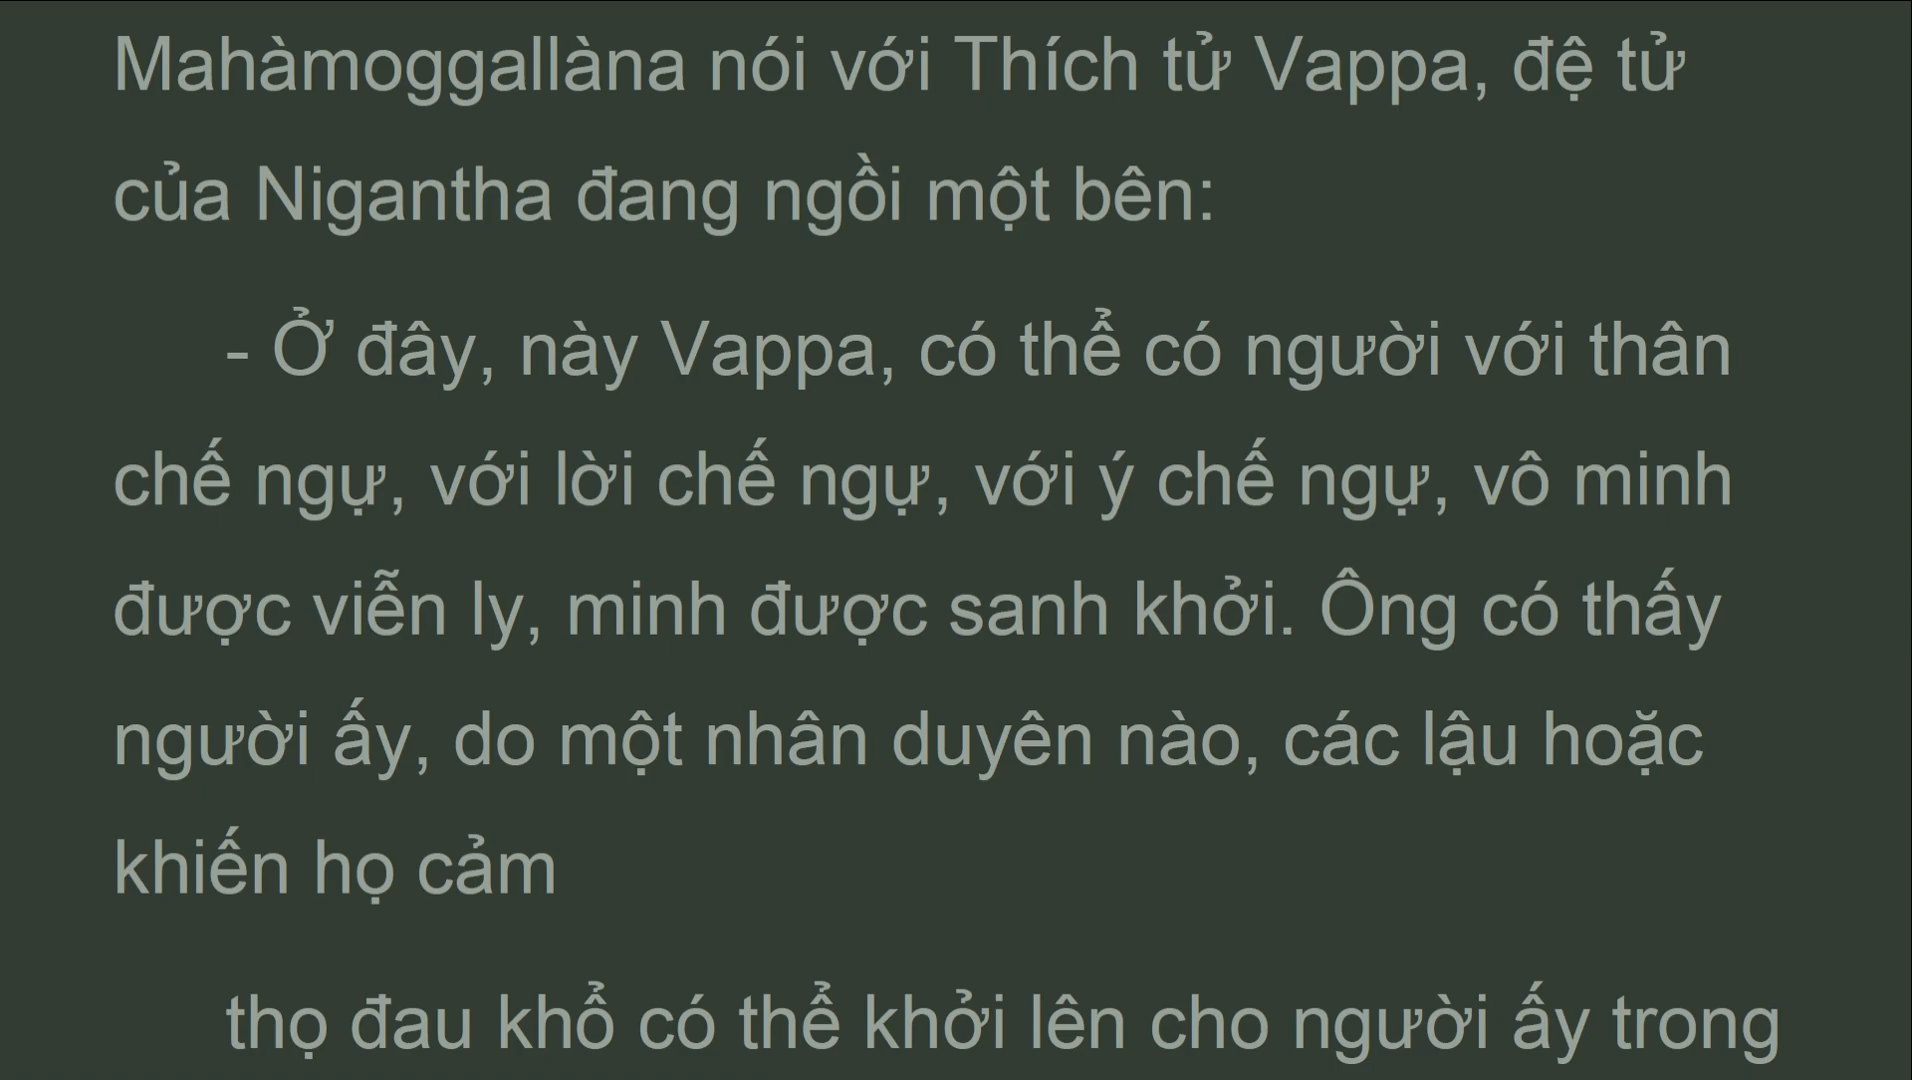 Mahàmoggallàna nói với Thích tử Vappa, đệ tử
của Nigantha đang ngồi một bên:
- Ở đây, này Vappa, có thể có người với thân
chế ngự, với lời chế ngự, với ý chế ngự, vô minh
được viễn ly, minh được sanh khởi. Ông có thấy
người ấy, do một nhân duyên nào, các lậu hoặc
khiến họ cảm
thọ đau khổ có thể khởi lên cho người ấy trong